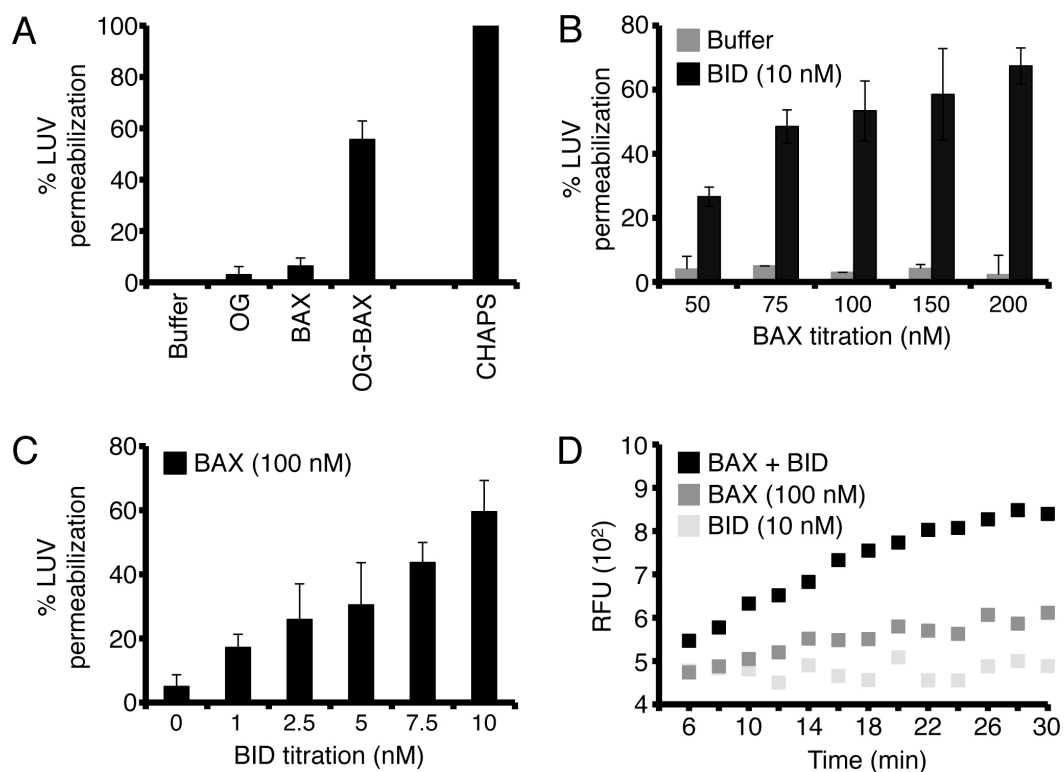 A
% LUV
permeabilization
100
80
60
40
20
0
Buffer
OG
BAX
OG-BAX
CHAPS
B
% LUV
permeabilization
80
60
40
20
0
Buffer
BID (10 nM)
50 75 100 150 200
BAX titration (nM)
C
% LUV
permeabilization
80
60
40
20
0
BAX (100 nM)
0 1 2.5 5 7.5 10
BID titration (nM)
D
RFU (10²)
10
9
8
7
6
5
4
BAX + BID
BAX (100 nM)
BID (10 nM)
6 10 14 18 22 26 30
Time (min)